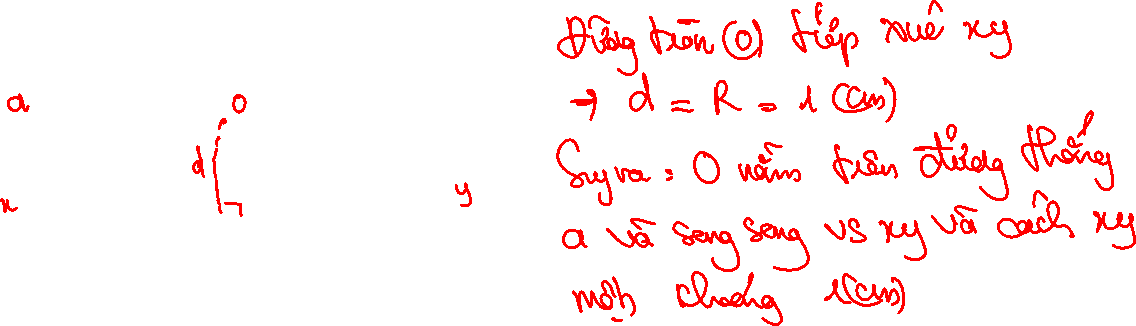 Đường tròn (O) tiếp xúc xy
a
O
→ d = R = 1 (cm)
d
Suy ra: O nằm trên đường thẳng
x
y
a và song song vs xy và cách xy
một khoảng 1(cm)